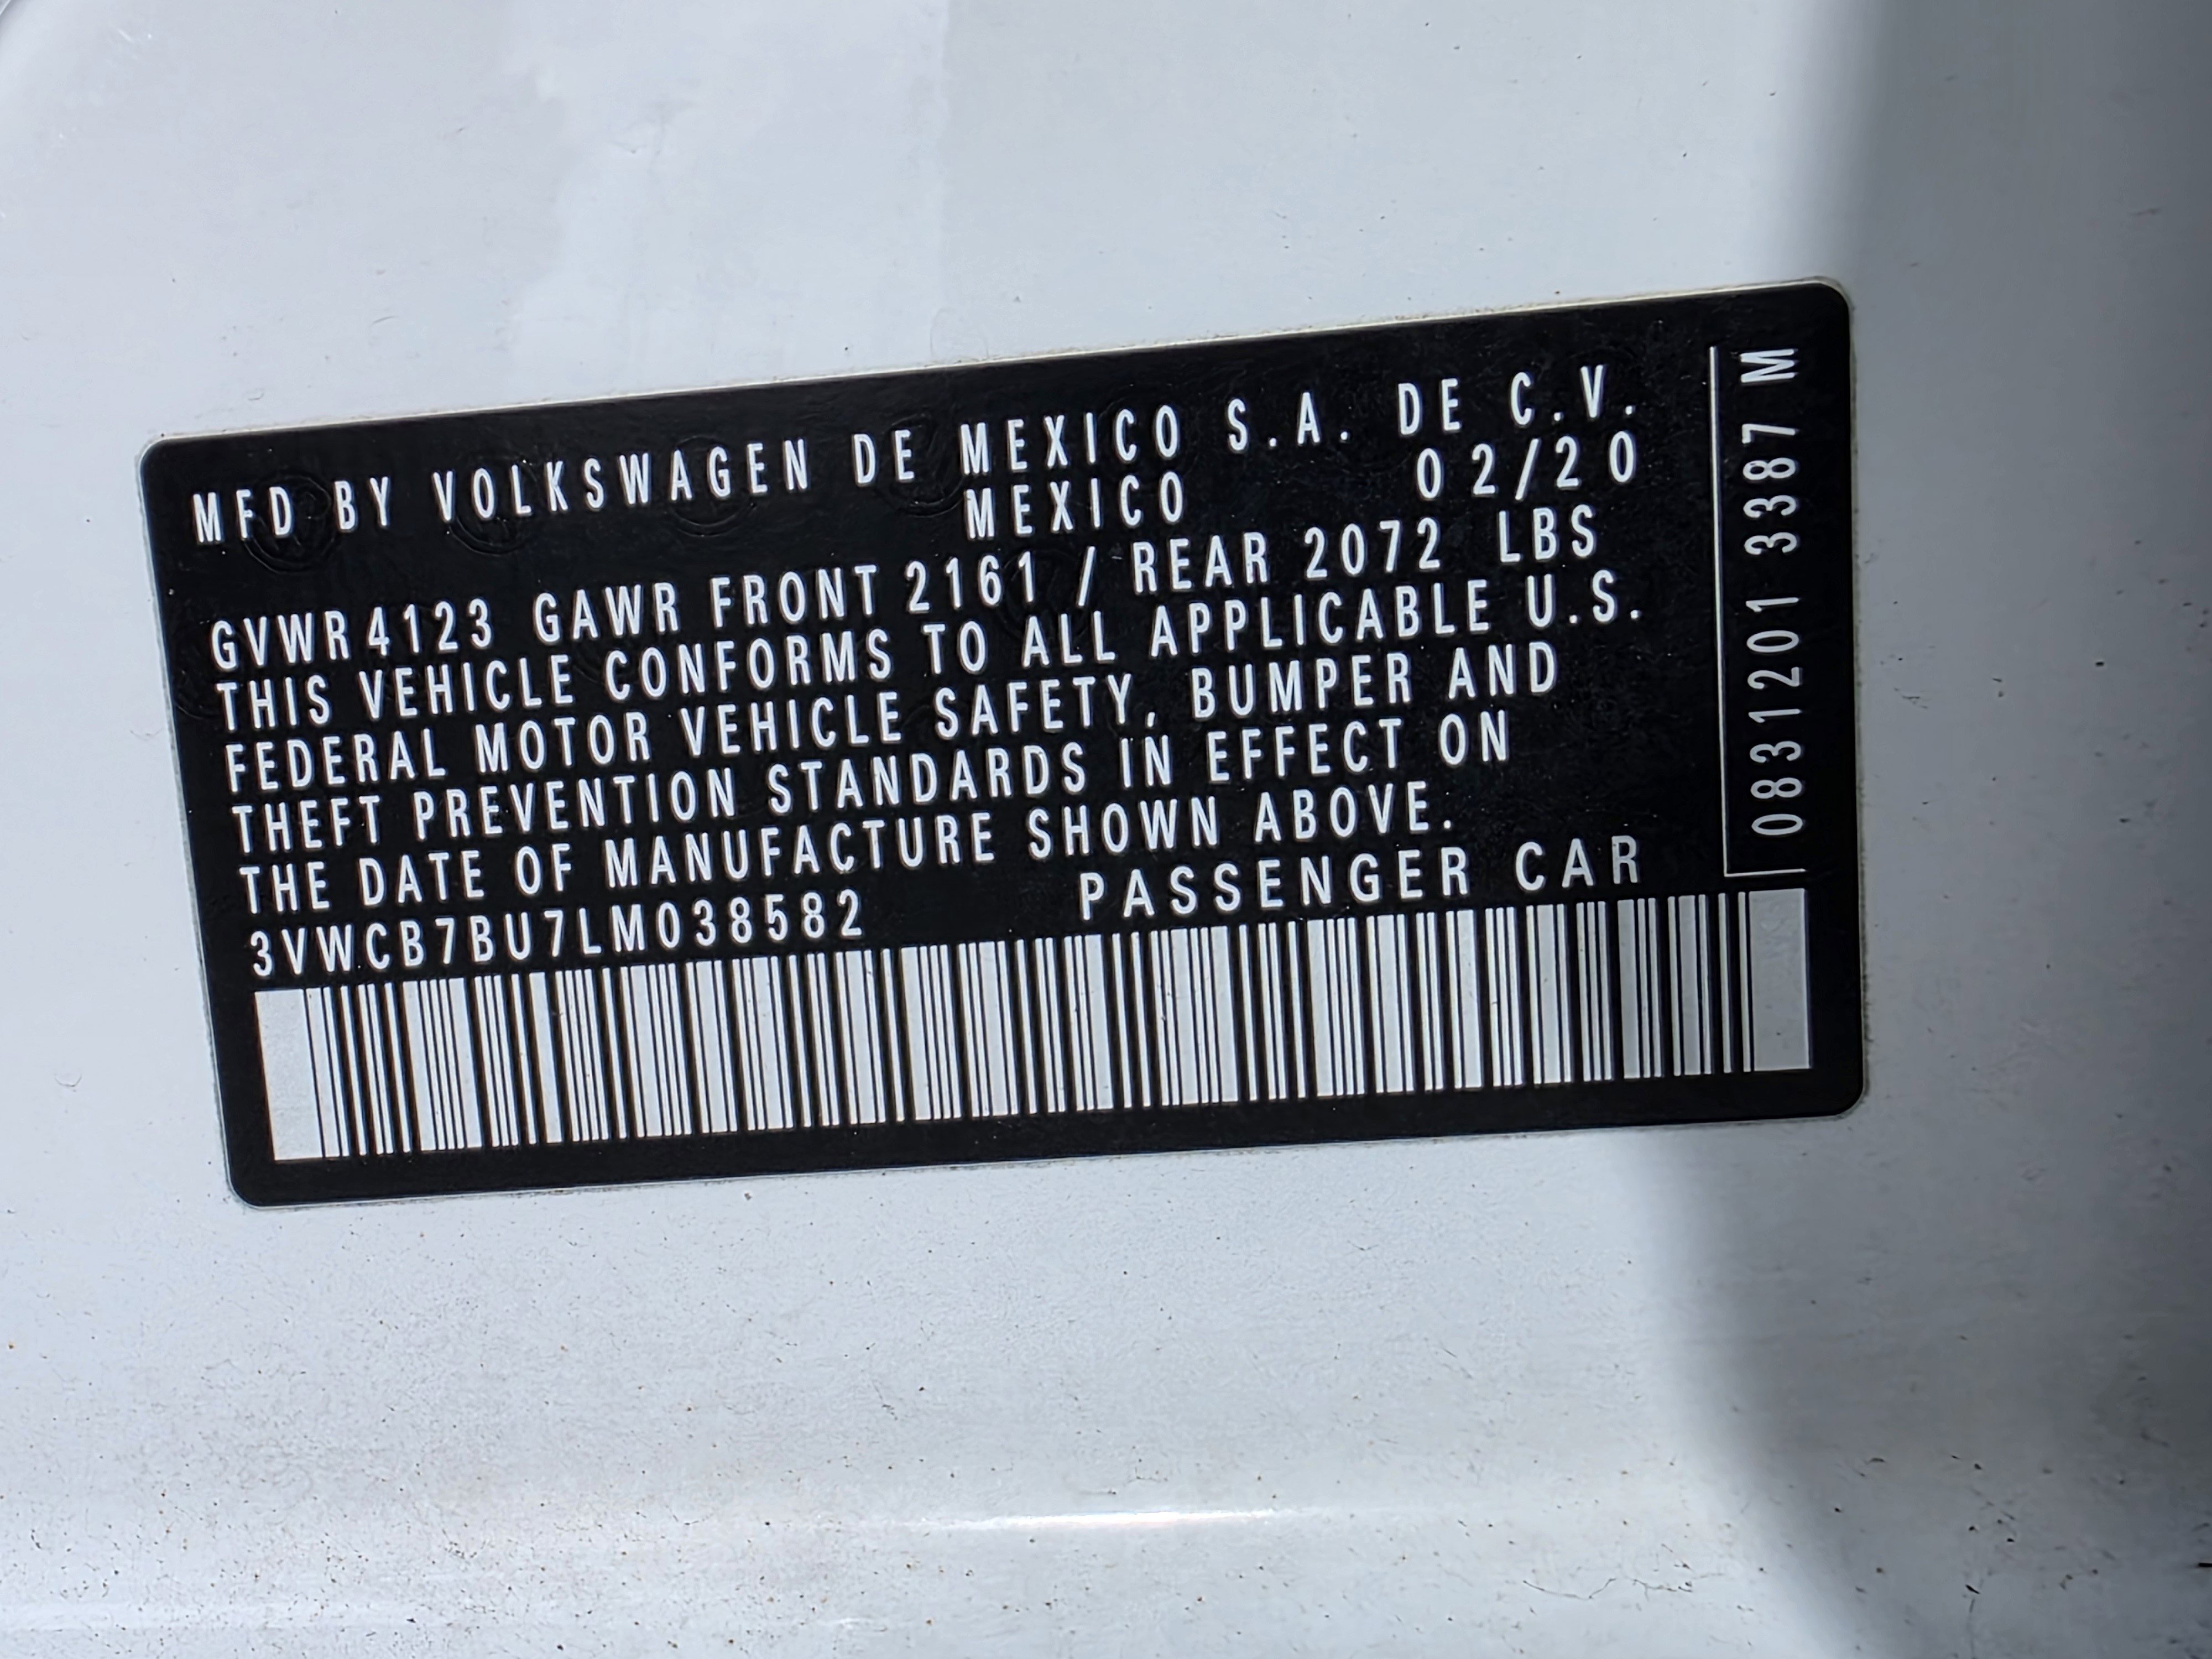 MFD BY VOLKSWAGEN DE MEXICO S.A. DE C.V.
MEXICO 02/20
GVWR 4123 GAWR FRONT 2161 / REAR 2072 LBS
THIS VEHICLE CONFORMS TO ALL APPLICABLE U.S.
FEDERAL MOTOR VEHICLE SAFETY, BUMPER AND
THEFT PREVENTION STANDARDS IN EFFECT ON
THE DATE OF MANUFACTURE SHOWN ABOVE.
3VWCB7BU7LM038582 PASSENGER CAR
0831201 3387 M